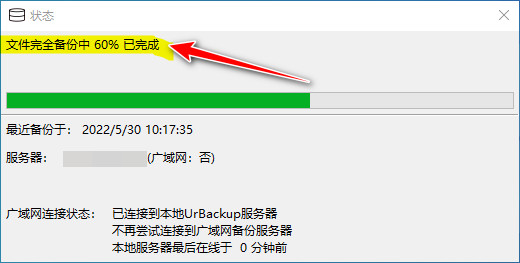 状态
文件完全备份中 60% 已完成
最近备份于： 2022/5/30 10:17:35
服务器： (广域网：否)
广域网连接状态： 已连接到本地UrBackup服务器
不再尝试连接到广域网备份服务器
本地服务器最后在线于 0 分钟前